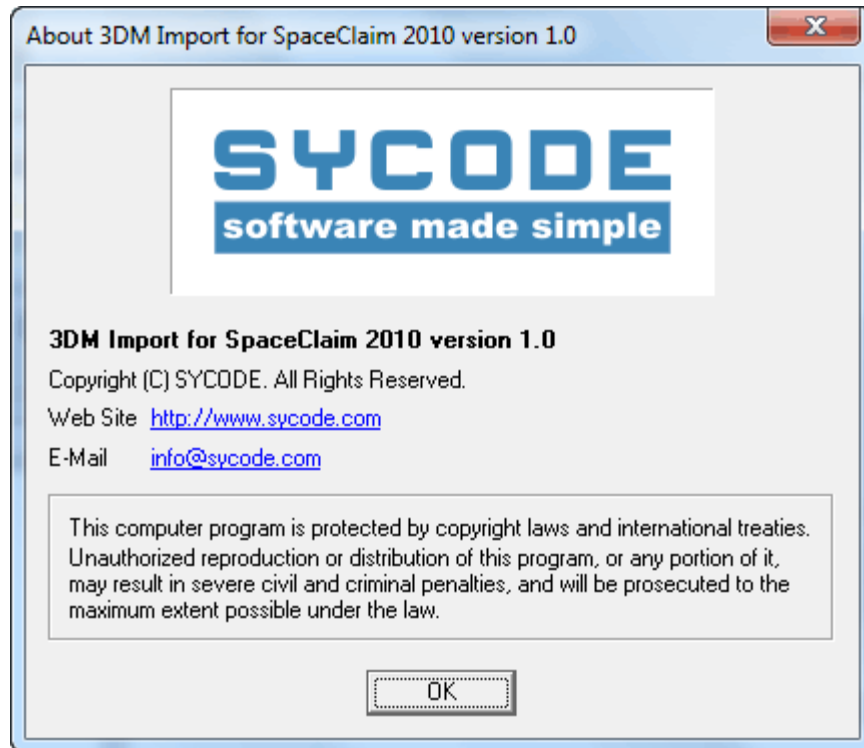 About 3DM Import for SpaceClaim 2010 version 1.0
SYCODE
software made simple
3DM Import for SpaceClaim 2010 version 1.0
Copyright (C) SYCODE. All Rights Reserved.
Web Site http://www.sycode.com
E-Mail info@sycode.com
This computer program is protected by copyright laws and international treaties.
Unauthorized reproduction or distribution of this program, or any portion of it,
may result in severe civil and criminal penalties, and will be prosecuted to the
maximum extent possible under the law.
OK